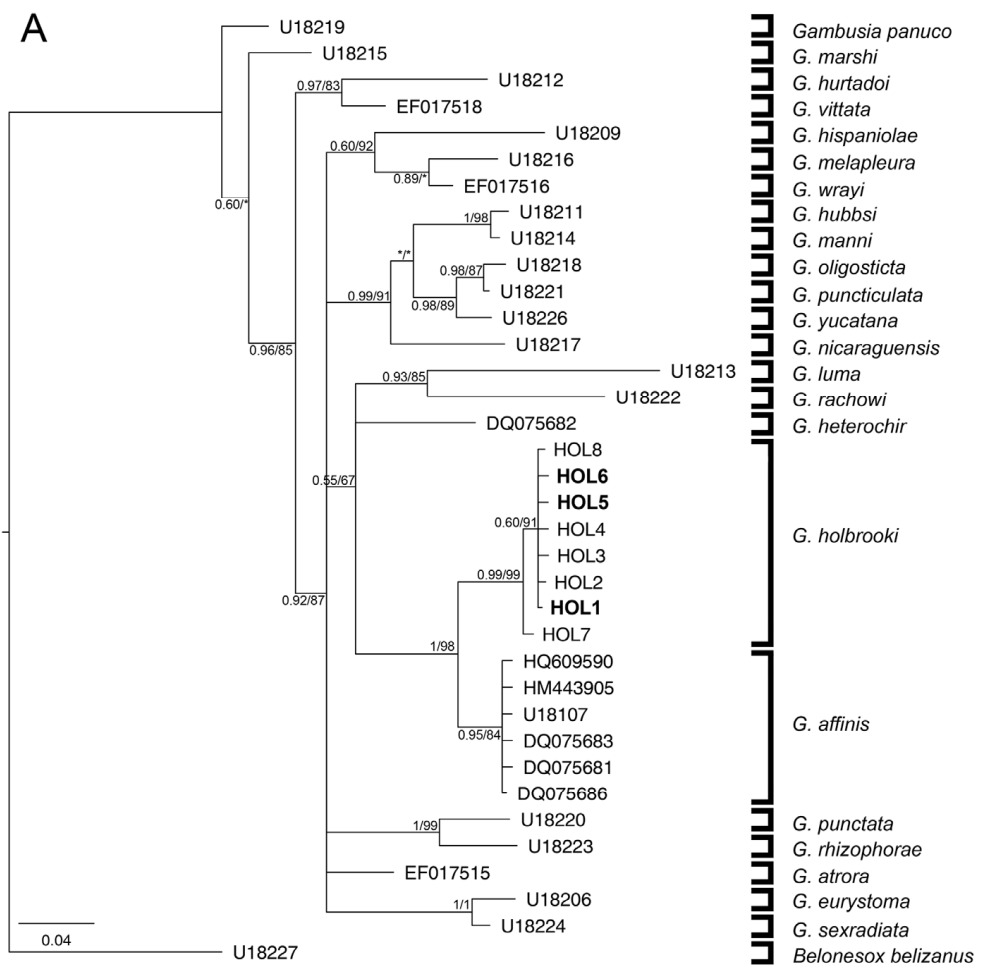 A
U18219 Gambusia panuco
U18215 G. marshi
0.97/83 U18212 G. hurtadoi
EF017518 G. vittata
0.60/92 U18209 G. hispaniolae
U18216 G. melapleura
0.89/* EF017516 G. wrayi
0.60/*
1/98 U18211 G. hubbsi
U18214 G. manni
*/*
0.98/87 U18218 G. oligosticta
U18221 G. puncticulata
0.99/91 0.98/89
U18226 G. yucatana
0.96/85 U18217 G. nicaraguensis
0.93/85 U18213 G. luma
U18222 G. rachowi
DQ075682 G. heterochir
HOL8
0.55/67 HOL6
HOL5
0.60/91 HOL4 G. holbrooki
HOL3
0.99/99 HOL2
0.92/87 HOL1
HOL7
1/98
HQ609590
HM443905
U18107 G. affinis
0.95/84 DQ075683
DQ075681
DQ075686
1/99 U18220 G. punctata
U18223 G. rhizophorae
EF017515 G. atrora
1/1 U18206 G. eurystoma
U18224 G. sexradiata
0.04
U18227 Belonesox belizanus